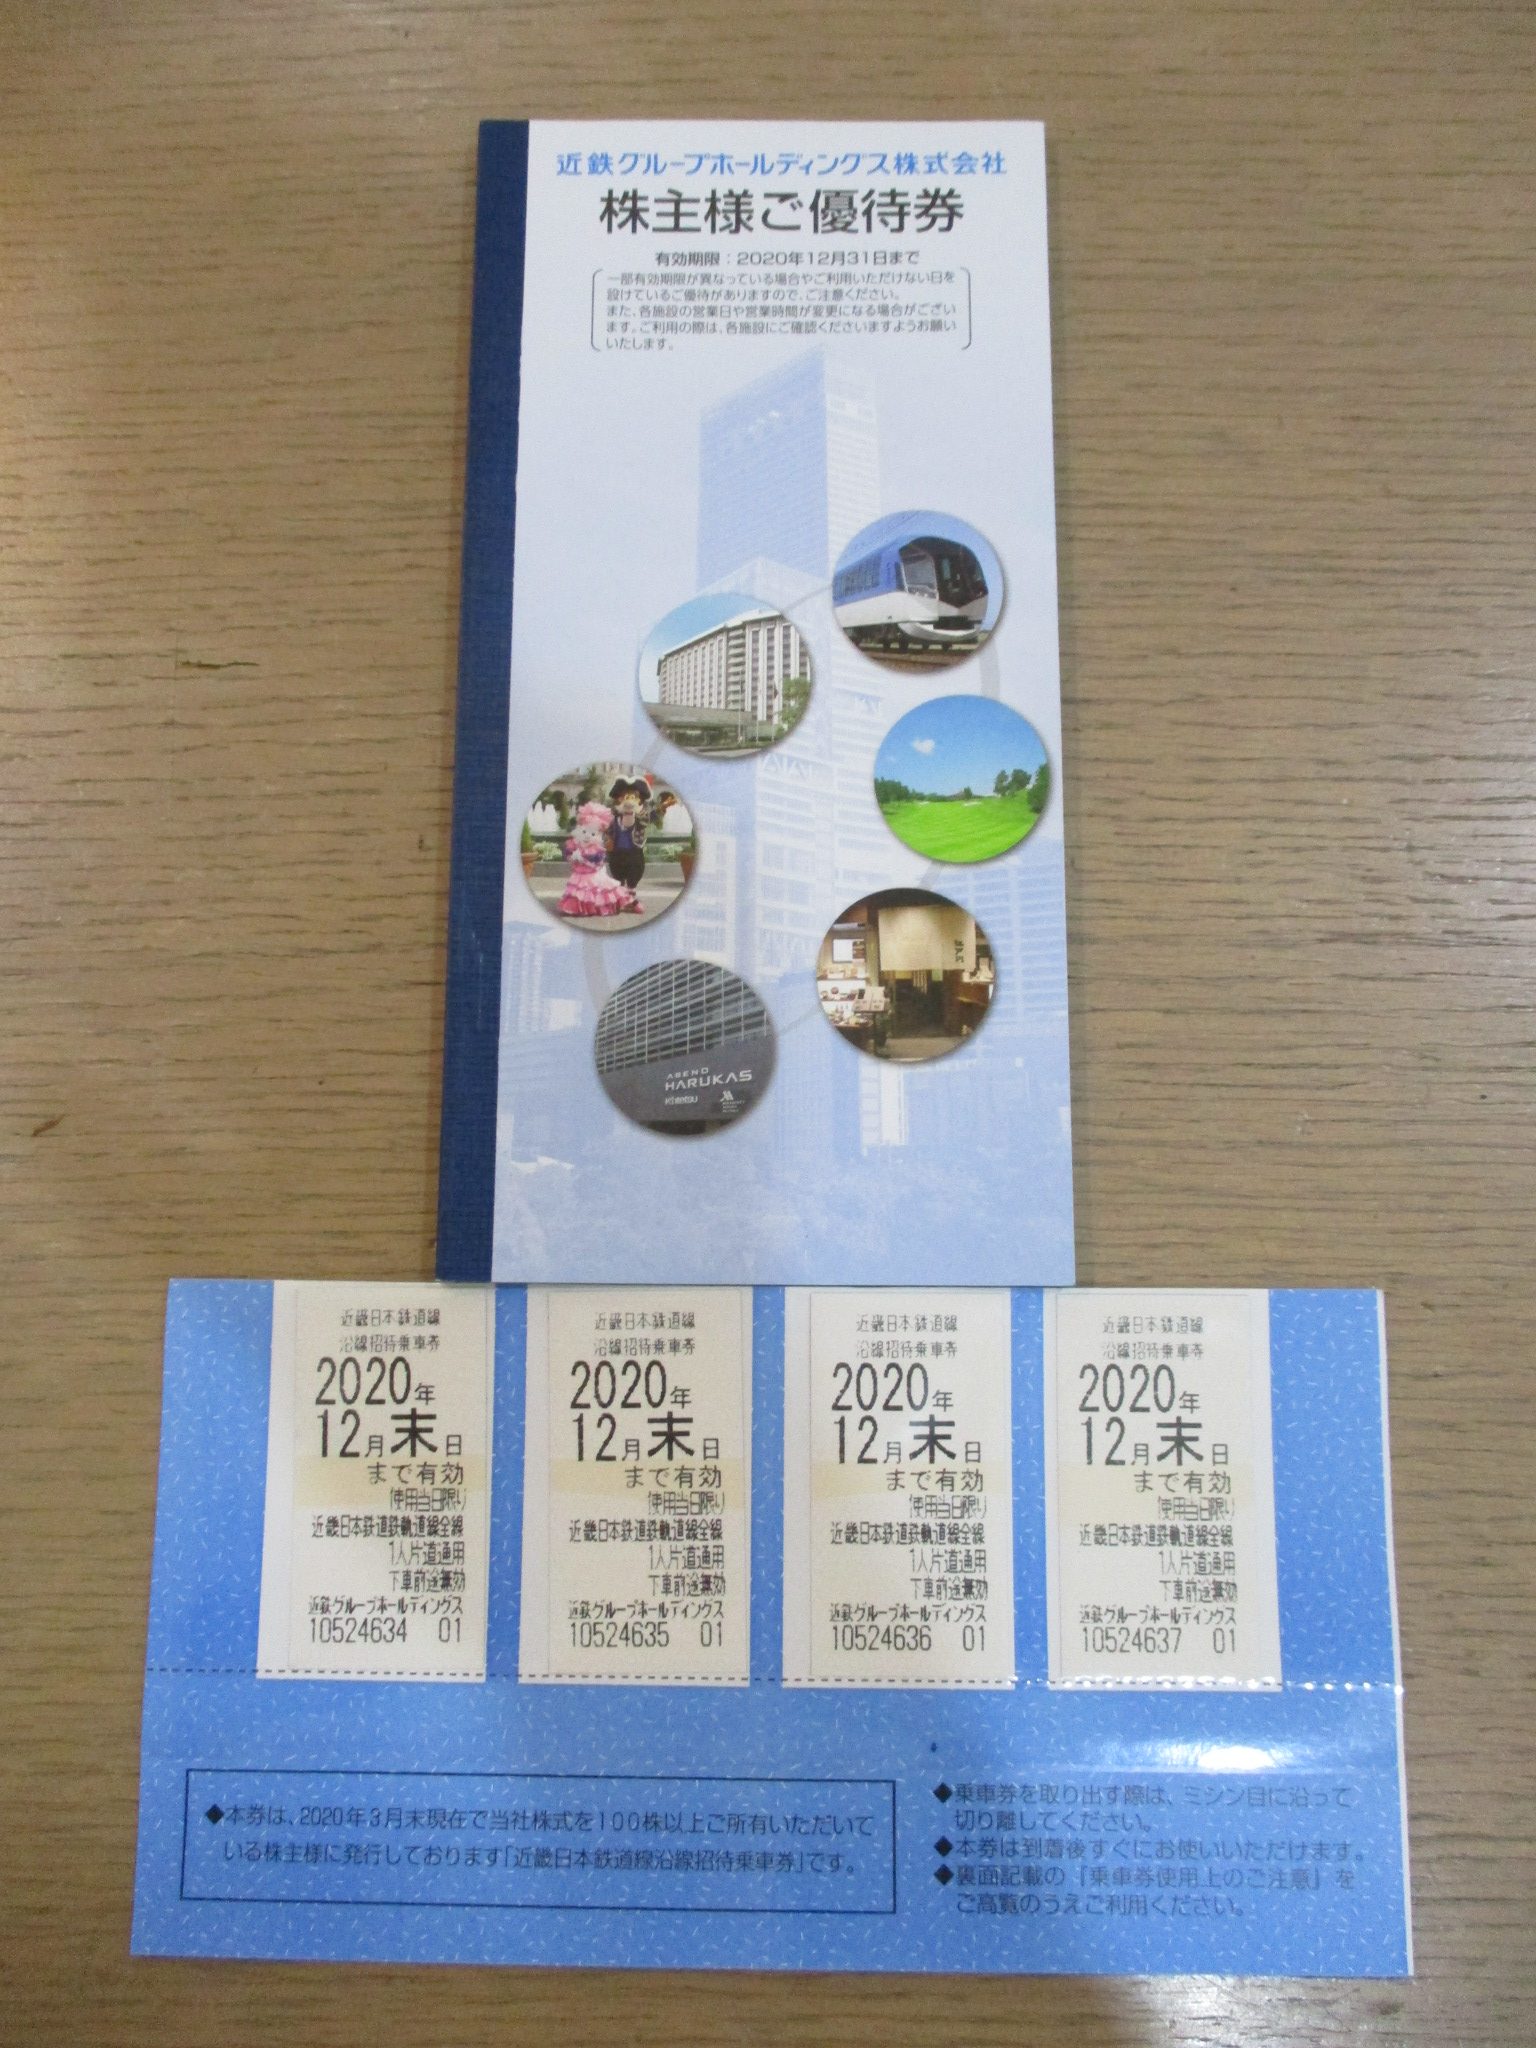 近鉄グループホールディングス株式会社
株主様ご優待券
有効期限：2020年12月31日まで
一部有効期限が異なっている場合やご利用いただけない日を
設けているご優待がありますので、ご注意ください。
また、各施設の営業日や営業時間が変更になる場合がござい
ます。ご利用の際は、各施設にご確認くださいますようお願い
いたします。
ABENO
HARUKAS
Kintetsu
近畿日本鉄道線
沿線招待乗車券
2020年
12月末日
まで有効
使用当日限り
近畿日本鉄道鉄軌道線全線
1人片道通用
下車前途無効
近鉄グループホールディングス
10524634 01
近畿日本鉄道線
沿線招待乗車券
2020年
12月末日
まで有効
使用当日限り
近畿日本鉄道鉄軌道線全線
1人片道通用
下車前途無効
近鉄グループホールディングス
10524635 01
近畿日本鉄道線
沿線招待乗車券
2020年
12月末日
まで有効
使用当日限り
近畿日本鉄道鉄軌道線全線
1人片道通用
下車前途無効
近鉄グループホールディングス
10524636 01
近畿日本鉄道線
沿線招待乗車券
2020年
12月末日
まで有効
使用当日限り
近畿日本鉄道鉄軌道線全線
1人片道通用
下車前途無効
近鉄グループホールディングス
10524637 01
◆本券は、2020年3月末現在で当社株式を100株以上ご所有いただいて
いる株主様に発行しております「近畿日本鉄道線沿線招待乗車券」です。
◆乗車券を取り出す際は、ミシン目に沿って
切り離してください。
◆本券は到着後すぐにお使いいただけます。
◆裏面記載の『乗車券使用上のご注意』を
ご高覧のうえご利用ください。